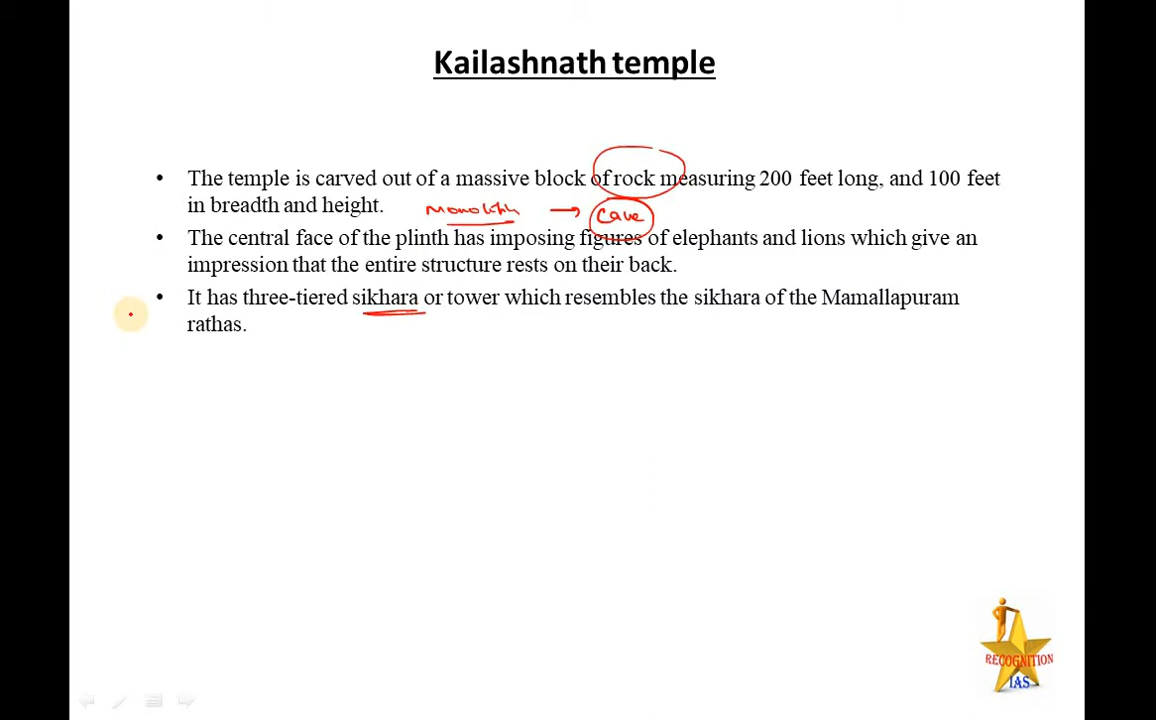 Kailashnath temple
• The temple is carved out of a massive block of rock measuring 200 feet long, and 100 feet
in breadth and height. Monolith → Cave
• The central face of the plinth has imposing figures of elephants and lions which give an
impression that the entire structure rests on their back.
• It has three-tiered sikhara or tower which resembles the sikhara of the Mamallapuram
rathas.
RECOGNITION
IAS